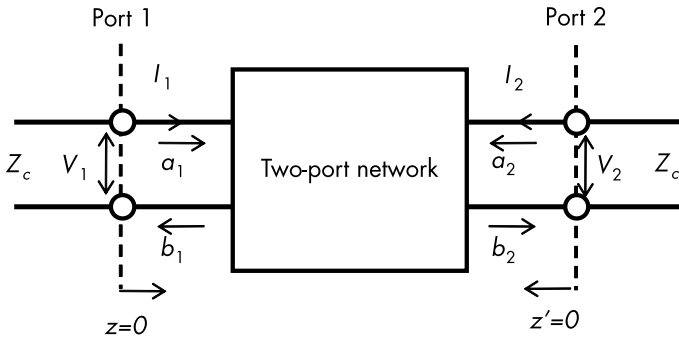 Port 1
Port 2
I1
I2
Zc
V1
a1
Two-port network
a2
V2
Zc
b1
b2
z=0
z'=0